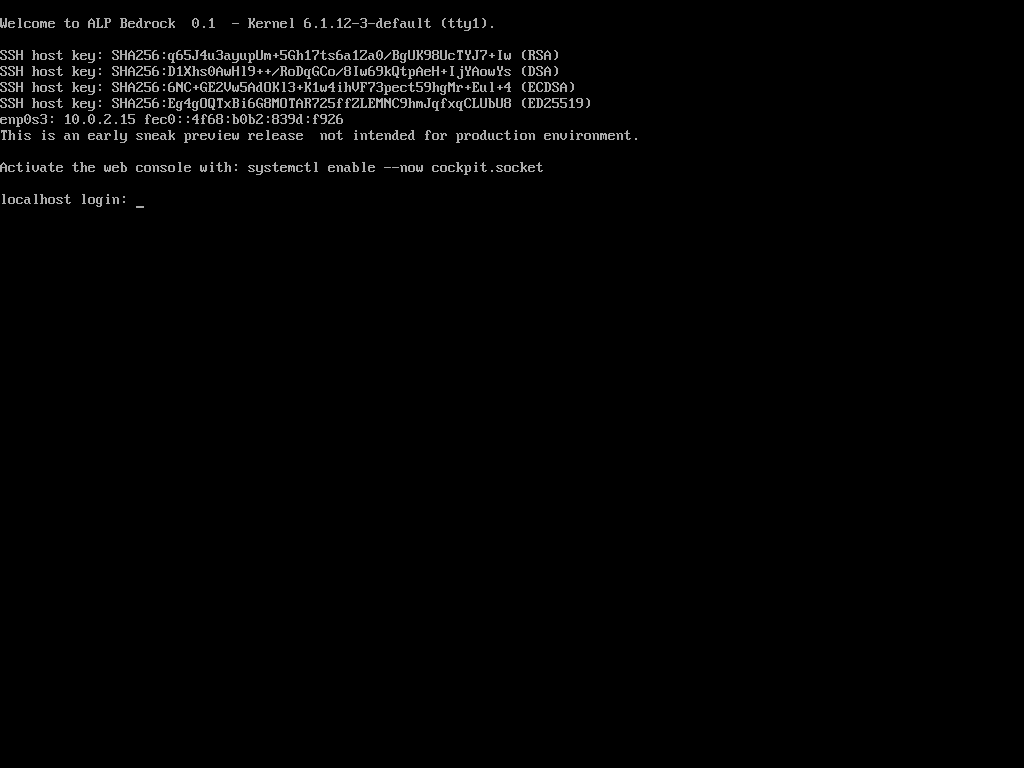 Welcome to ALP Bedrock  0.1  - Kernel 6.1.12-3-default (tty1).
SSH host key: SHA256:q65J4u3ayupUm+5Gh17ts6a1Za0/BgUK98UcTYJ7+Iw (RSA)
SSH host key: SHA256:D1Xhs0AwHl9++/RoDqGCo/8Iw69kQtpAeH+IjYAowYs (DSA)
SSH host key: SHA256:6NC+GE2Vw5AdOKl3+K1w4ihVF73pect59hgMr+Eul+4 (ECDSA)
SSH host key: SHA256:Eg4gOQTxBi6G8MOTAR7Z5ffZLEMNC9hmJqfxqCLUbU8 (ED25519)
enp0s3: 10.0.2.15 fec0::4f68:b0b2:839d:f926
This is an early sneak preview release  not intended for production environment.
Activate the web console with: systemctl enable --now cockpit.socket
localhost login: _